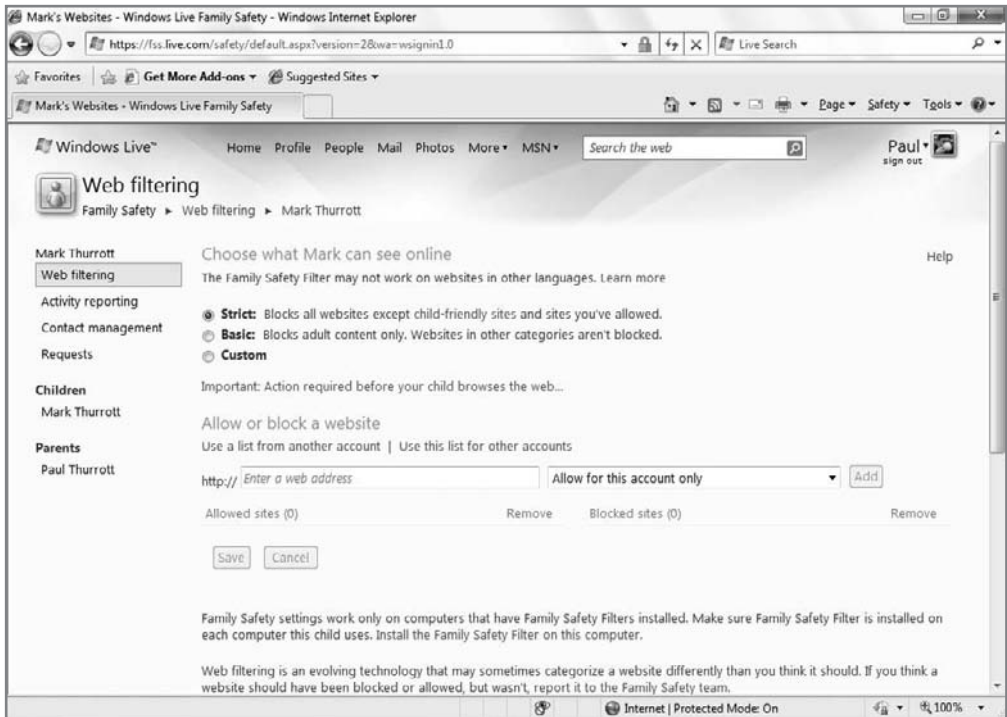 Mark's Websites - Windows Live Family Safety - Windows Internet Explorer
https://fss.live.com/safety/default.aspx?version=2&wa=wsignin1.0
Live Search
Favorites Get More Add-ons Suggested Sites
Mark's Websites - Windows Live Family Safety
Page Safety Tools
Windows Live™ Home Profile People Mail Photos More MSN Search the web Paul
sign out
Web filtering
Family Safety Web filtering Mark Thurrott
Mark Thurrott
Web filtering
Activity reporting
Contact management
Requests
Children
Mark Thurrott
Parents
Paul Thurrott
Choose what Mark can see online
Help
The Family Safety Filter may not work on websites in other languages. Learn more
Strict: Blocks all websites except child-friendly sites and sites you've allowed.
Basic: Blocks adult content only. Websites in other categories aren't blocked.
Custom
Important: Action required before your child browses the web...
Allow or block a website
Use a list from another account | Use this list for other accounts
http:// Enter a web address Allow for this account only Add
Allowed sites (0) Remove Blocked sites (0) Remove
Save Cancel
Family Safety settings work only on computers that have Family Safety Filters installed. Make sure Family Safety Filter is installed on
each computer this child uses. Install the Family Safety Filter on this computer.
Web filtering is an evolving technology that may sometimes categorize a website differently than you think it should. If you think a
website should have been blocked or allowed, but wasn't, report it to the Family Safety team.
Internet | Protected Mode: On 100%